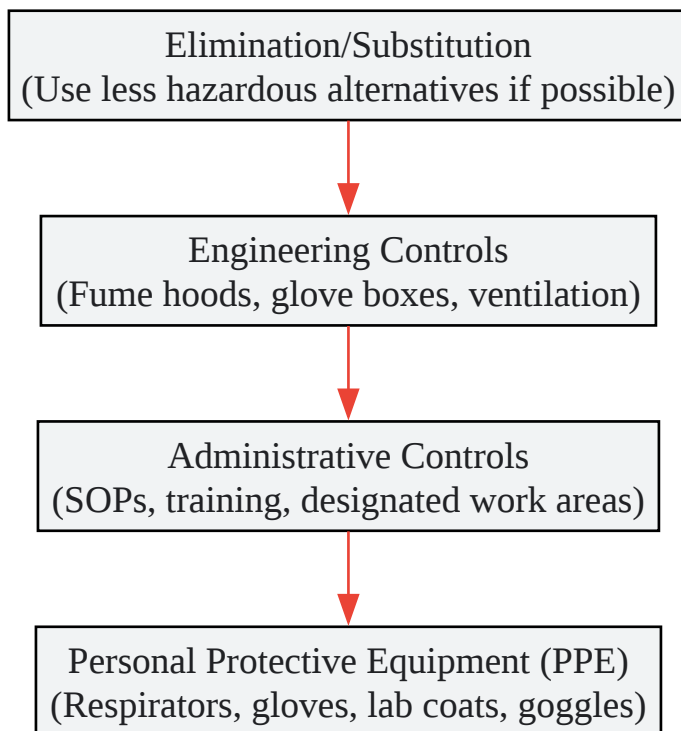 Elimination/Substitution
(Use less hazardous alternatives if possible)
Engineering Controls
(Fume hoods, glove boxes, ventilation)
Administrative Controls
(SOPs, training, designated work areas)
Personal Protective Equipment (PPE)
(Respirators, gloves, lab coats, goggles)